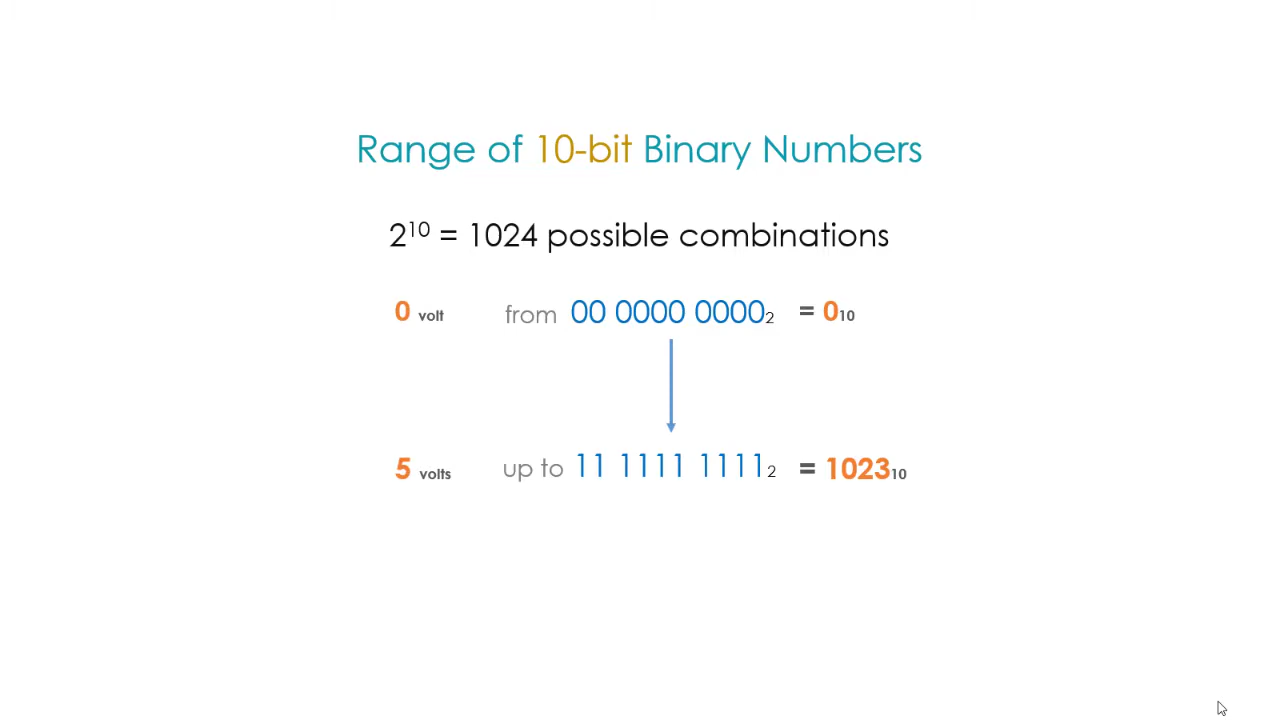 Range of 10-bit Binary Numbers
2¹⁰ = 1024 possible combinations
0 volt from 00 0000 0000₂ = 0₁₀
5 volts up to 11 1111 1111₂ = 1023₁₀